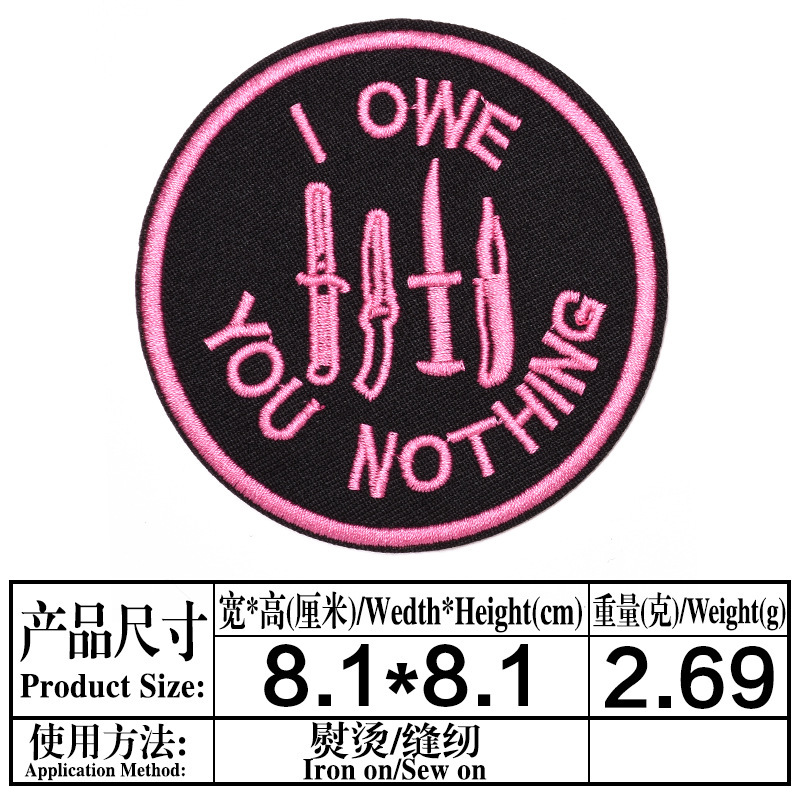 I OWE
YOU NOTHING
产品尺寸
Product Size:
宽*高(厘米)/Wedth*Height(cm)
重量(克)/Weight(g)
8.1*8.1
2.69
使用方法:
Application Method:
熨烫/缝纫
Iron on/Sew on